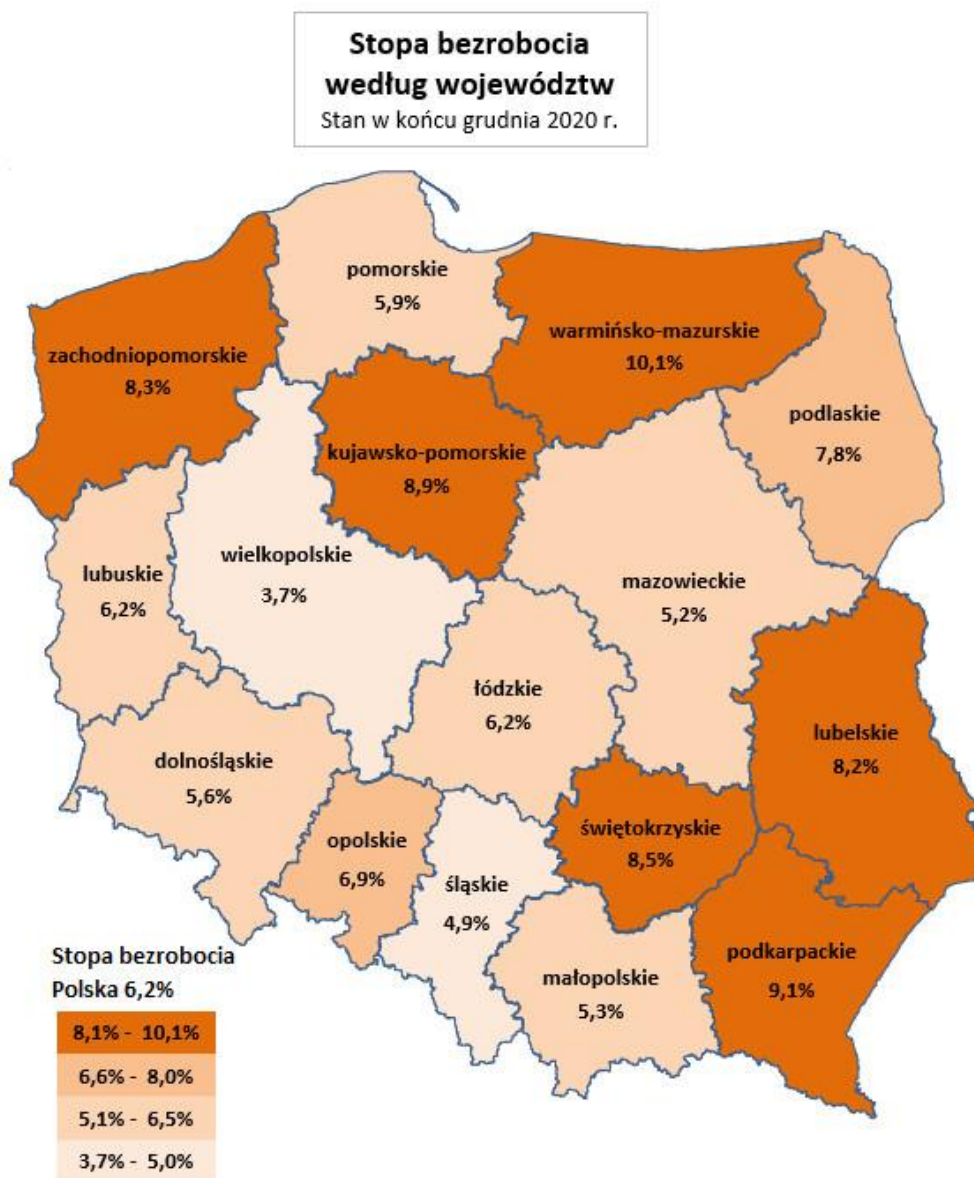 Stopa bezrobocia
według województw
Stan w końcu grudnia 2020 r.
pomorskie
5,9%
warmińsko-mazurskie
10,1%
zachodniopomorskie
8,3%
podlaskie
7,8%
kujawsko-pomorskie
8,9%
wielkopolskie
3,7%
lubuskie
6,2%
mazowieckie
5,2%
łódzkie
6,2%
lubelskie
8,2%
dolnośląskie
5,6%
świętokrzyskie
8,5%
opolskie
6,9%
śląskie
4,9%
podkarpackie
9,1%
małopolskie
5,3%
Stopa bezrobocia
Polska 6,2%
8,1% - 10,1%
6,6% - 8,0%
5,1% - 6,5%
3,7% - 5,0%